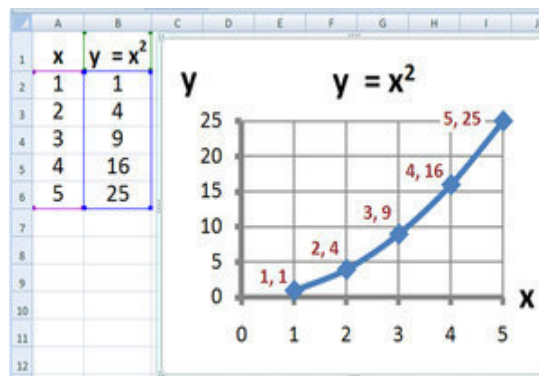 A B C D E F G H I J
1 x y = x²
2 1 1
3 2 4
4 3 9
5 4 16
6 5 25
7
8
9
10
11
12
y y = x²
25
20
15
10
5
0
5, 25
4, 16
3, 9
2, 4
1, 1
0 1 2 3 4 5
x